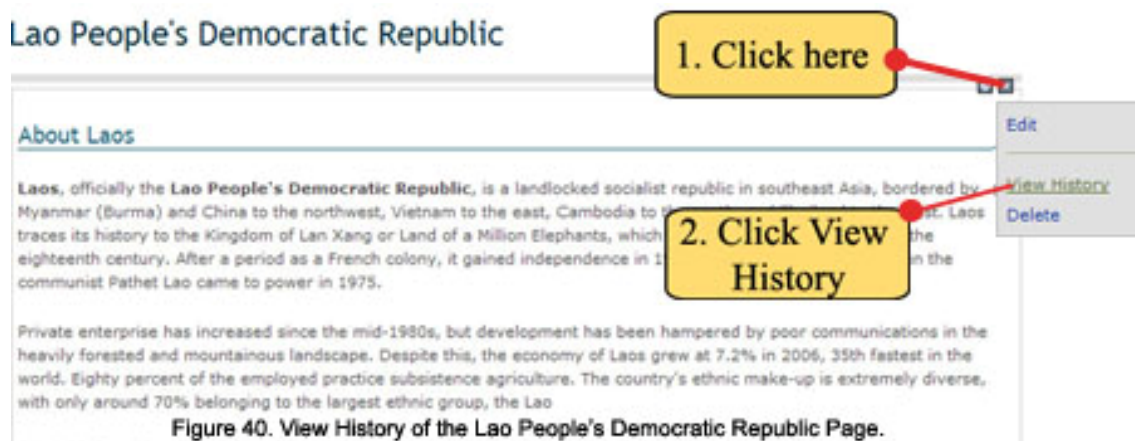 Lao People's Democratic Republic
1. Click here
About Laos
Edit
View History
Delete
Laos, officially the Lao People's Democratic Republic, is a landlocked socialist republic in southeast Asia, bordered by
Myanmar (Burma) and China to the northwest, Vietnam to the east, Cambodia to st. Laos
traces its history to the Kingdom of Lan Xang or Land of a Million Elephants, which the
eighteenth century. After a period as a French colony, it gained independence in 1 on the
communist Pathet Lao came to power in 1975.
2. Click View
History
Private enterprise has increased since the mid-1980s, but development has been hampered by poor communications in the
heavily forested and mountainous landscape. Despite this, the economy of Laos grew at 7.2% in 2006, 35th fastest in the
world. Eighty percent of the employed practice subsistence agriculture. The country's ethnic make-up is extremely diverse,
with only around 70% belonging to the largest ethnic group, the Lao
Figure 40. View History of the Lao People's Democratic Republic Page.